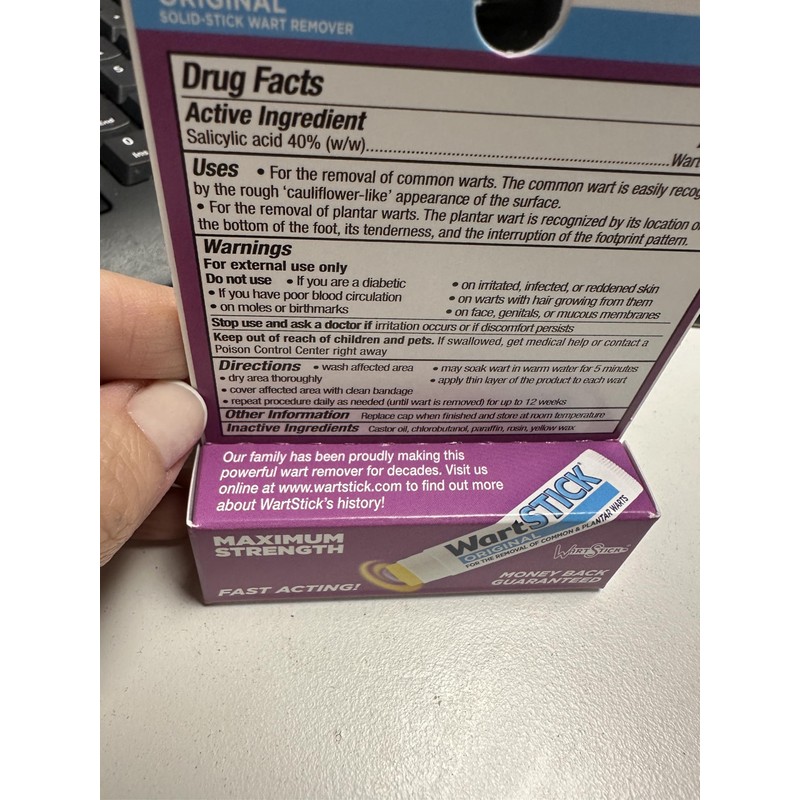 ORIGINAL
SOLID-STICK WART REMOVER
Drug Facts
Active Ingredient
Salicylic acid 40% (w/w)
Uses • For the removal of common warts. The common wart is easily
by the rough 'cauliflower-like' appearance of the surface.
• For the removal of plantar warts. The plantar wart is recognized by its location
the bottom of the foot, its tenderness, and the interruption of the footprint pattern.
Warnings
For external use only
Do not use • If you are a diabetic
• If you have poor blood circulation
• on moles or birthmarks
• on irritated, infected, or reddened skin
• on warts with hair growing from them
• on face, genitals, or mucous membranes
Stop use and ask a doctor if irritation occurs or if discomfort persists
Keep out of reach of children and pets. If swallowed, get medical help or contact a
Poison Control Center right away
Directions • wash affected area • may soak wart in warm water for 5 minutes
• dry area thoroughly • apply thin layer of the product to each wart
• cover affected area with clean bandage
• repeat procedure daily as needed (until wart is removed) for up to 12 weeks
Other Information Replace cap when finished and store at room temperature
Inactive Ingredients Castor oil, chlorobutanol, paraffin, rosin, yellow wax
Our family has been proudly making this
powerful wart remover for decades. Visit us
online at www.wartstick.com to find out more
about WartStick's history!
WartSTICK
ORIGINAL
FOR THE REMOVAL OF COMMON & PLANTAR WARTS
MAXIMUM
STRENGTH
FAST ACTING!
WARTSTICK
MONEY BACK
GUARANTEED
5
0